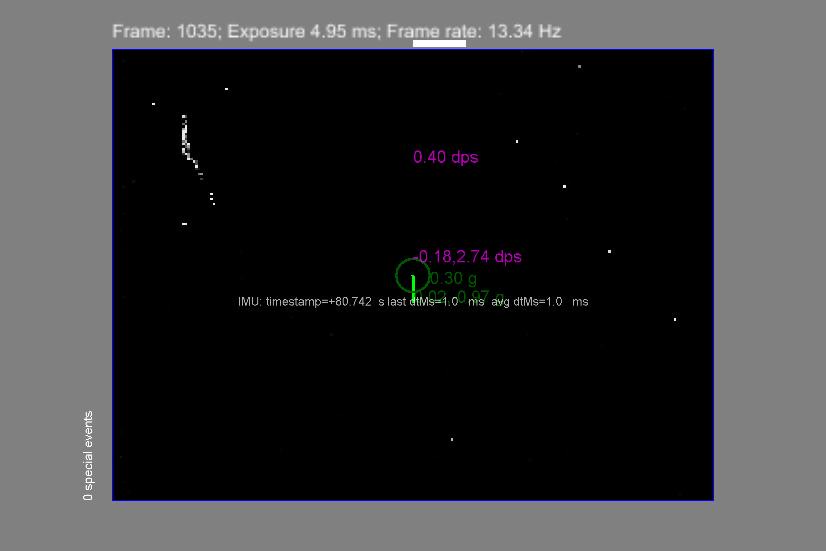 Frame: 1035; Exposure 4.95 ms; Frame rate: 13.34 Hz
0.40 dps
-0.18,2.74 dps
0.30 g
0.97 g
IMU: timestamp=+80.742 s last dtMs=1.0 ms avg dtMs=1.0 ms
0 special events